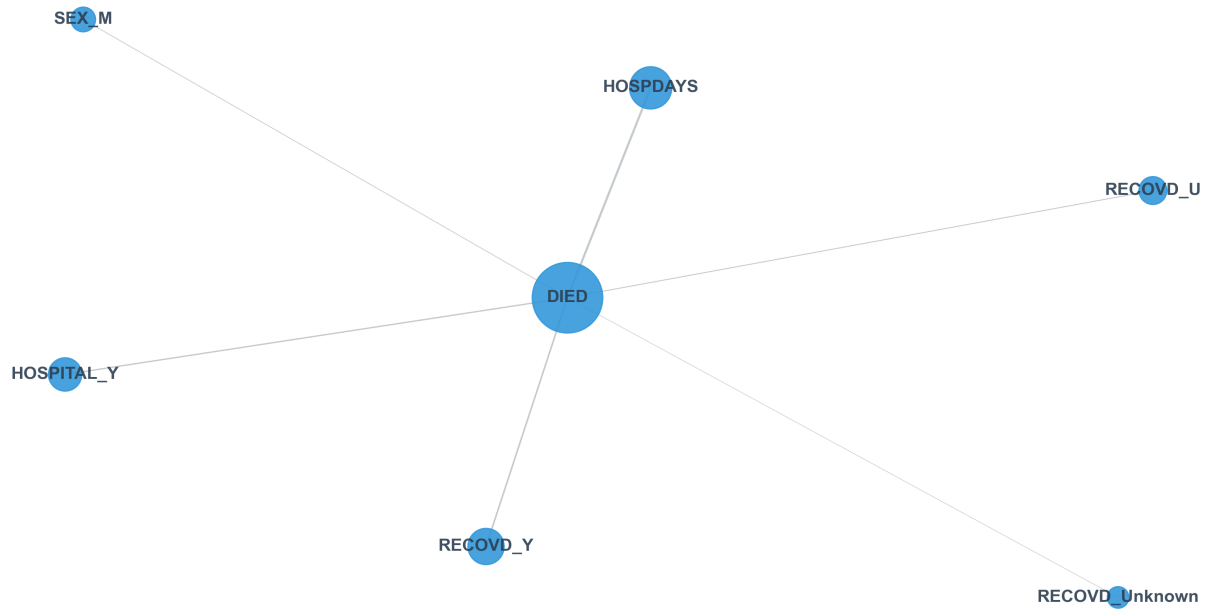 SEX_M
HOSPDAYS
RECOVD_U
DIED
HOSPITAL_Y
RECOVD_Y
RECOVD_Unknown